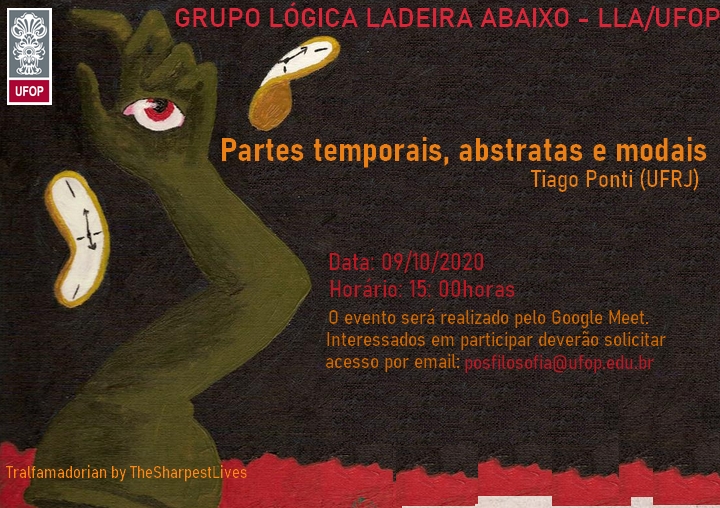 GRUPO LÓGICA LADEIRA ABAIXO - LLA/UFOP
UFOP
Partes temporais, abstratas e modais
Tiago Ponti (UFRJ)
Data: 09/10/2020
Horário: 15: 00horas
O evento será realizado pelo Google Meet.
Interessados em participar deverão solicitar
acesso por email: posfilosofia@ufop.edu.br
Tralfamadorian by TheSharpestLives